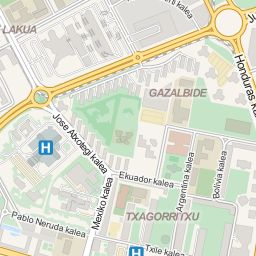 LAKUA
GAZALBIDE
Honduras ka
Jose Atxotegi kalea
H
Ekuador kalea
Mexiko kalea
Argentina kalea
Bolivia kalea
TXAGORRITXU
Pablo Neruda kalea
H
Txile kalea